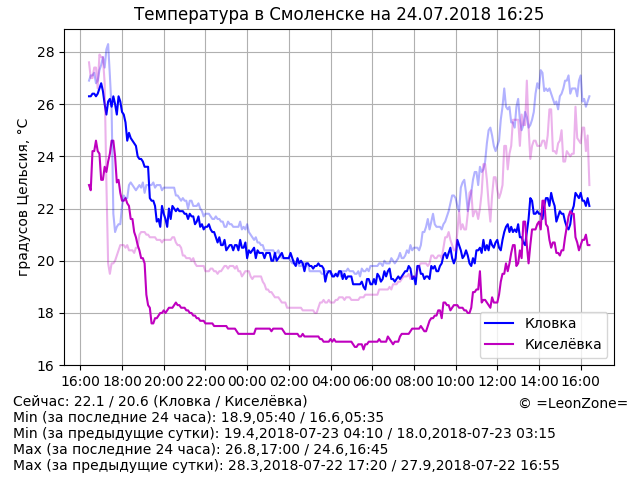 Температура в Смоленске на 24.07.2018 16:25
градусов Цельсия, °C
28
26
24
22
20
18
16
16:00 18:00 20:00 22:00 00:00 02:00 04:00 06:00 08:00 10:00 12:00 14:00 16:00
Кловка
Киселёвка
Сейчас: 22.1 / 20.6 (Кловка / Киселёвка)
© =LeonZone=
Min (за последние 24 часа): 18.9,05:40 / 16.6,05:35
Min (за предыдущие сутки): 19.4,2018-07-23 04:10 / 18.0,2018-07-23 03:15
Max (за последние 24 часа): 26.8,17:00 / 24.6,16:45
Max (за предыдущие сутки): 28.3,2018-07-22 17:20 / 27.9,2018-07-22 16:55